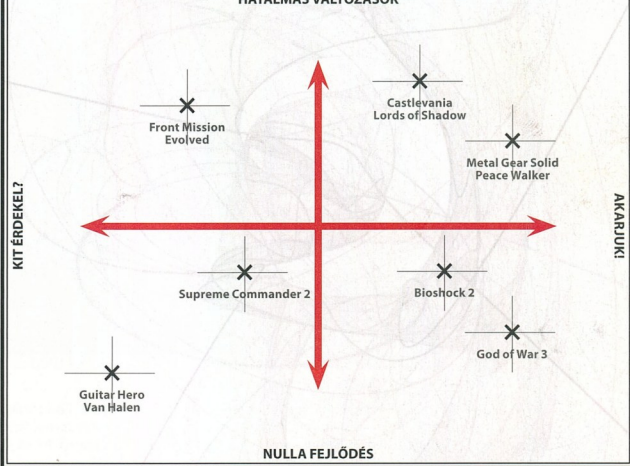 HATALMAS VÁLTOZÁSOK
Castlevania
Lords of Shadow
Front Mission
Evolved
Metal Gear Solid
Peace Walker
KIT ÉRDEKEL?
AKARJUK!
Supreme Commander 2
Bioshock 2
God of War 3
Guitar Hero
Van Halen
NULLA FEJLŐDÉS